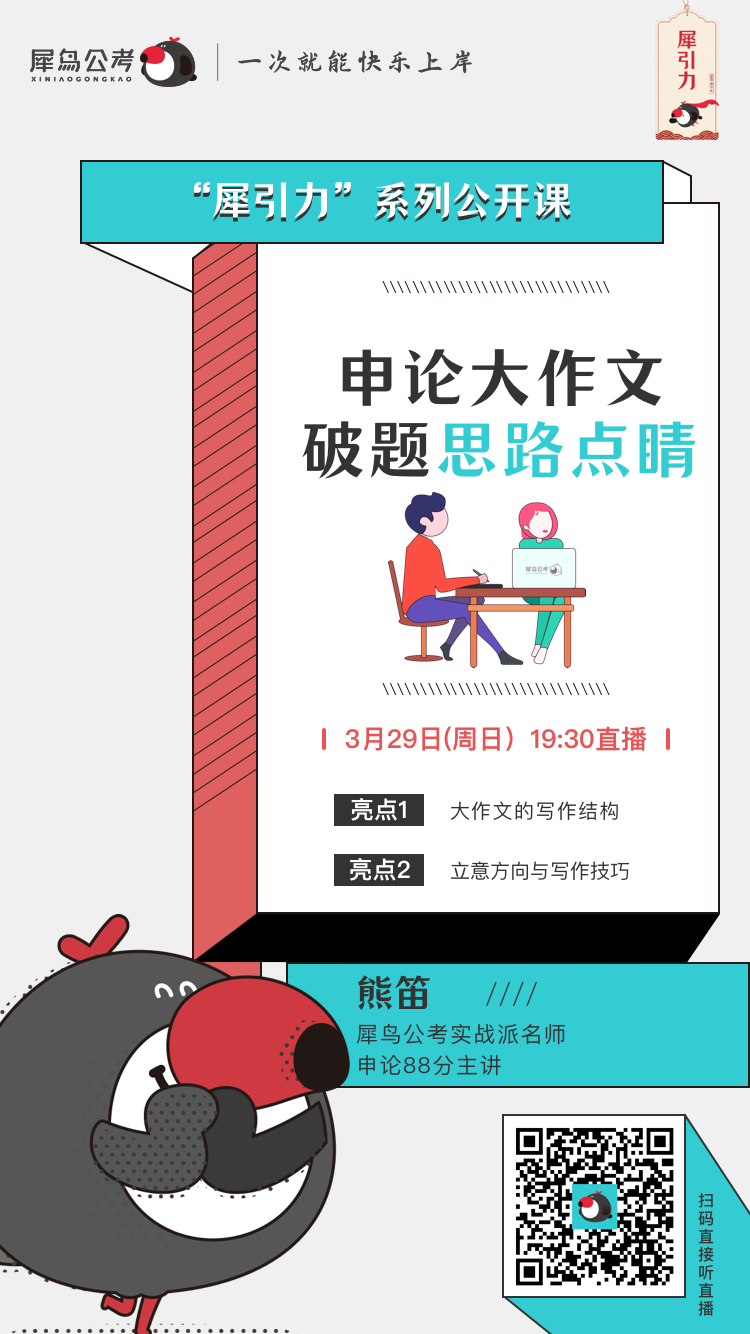 犀鸟公考
XINIAOGONGKAO
一次就能快乐上岸
犀引力
“犀引力”系列公开课
申论大作文
破题思路点睛
犀鸟公考
3月29日(周日）19:30直播
亮点1 大作文的写作结构
亮点2 立意方向与写作技巧
熊笛 ////
犀鸟公考实战派名师
申论88分主讲
扫码直接听直播